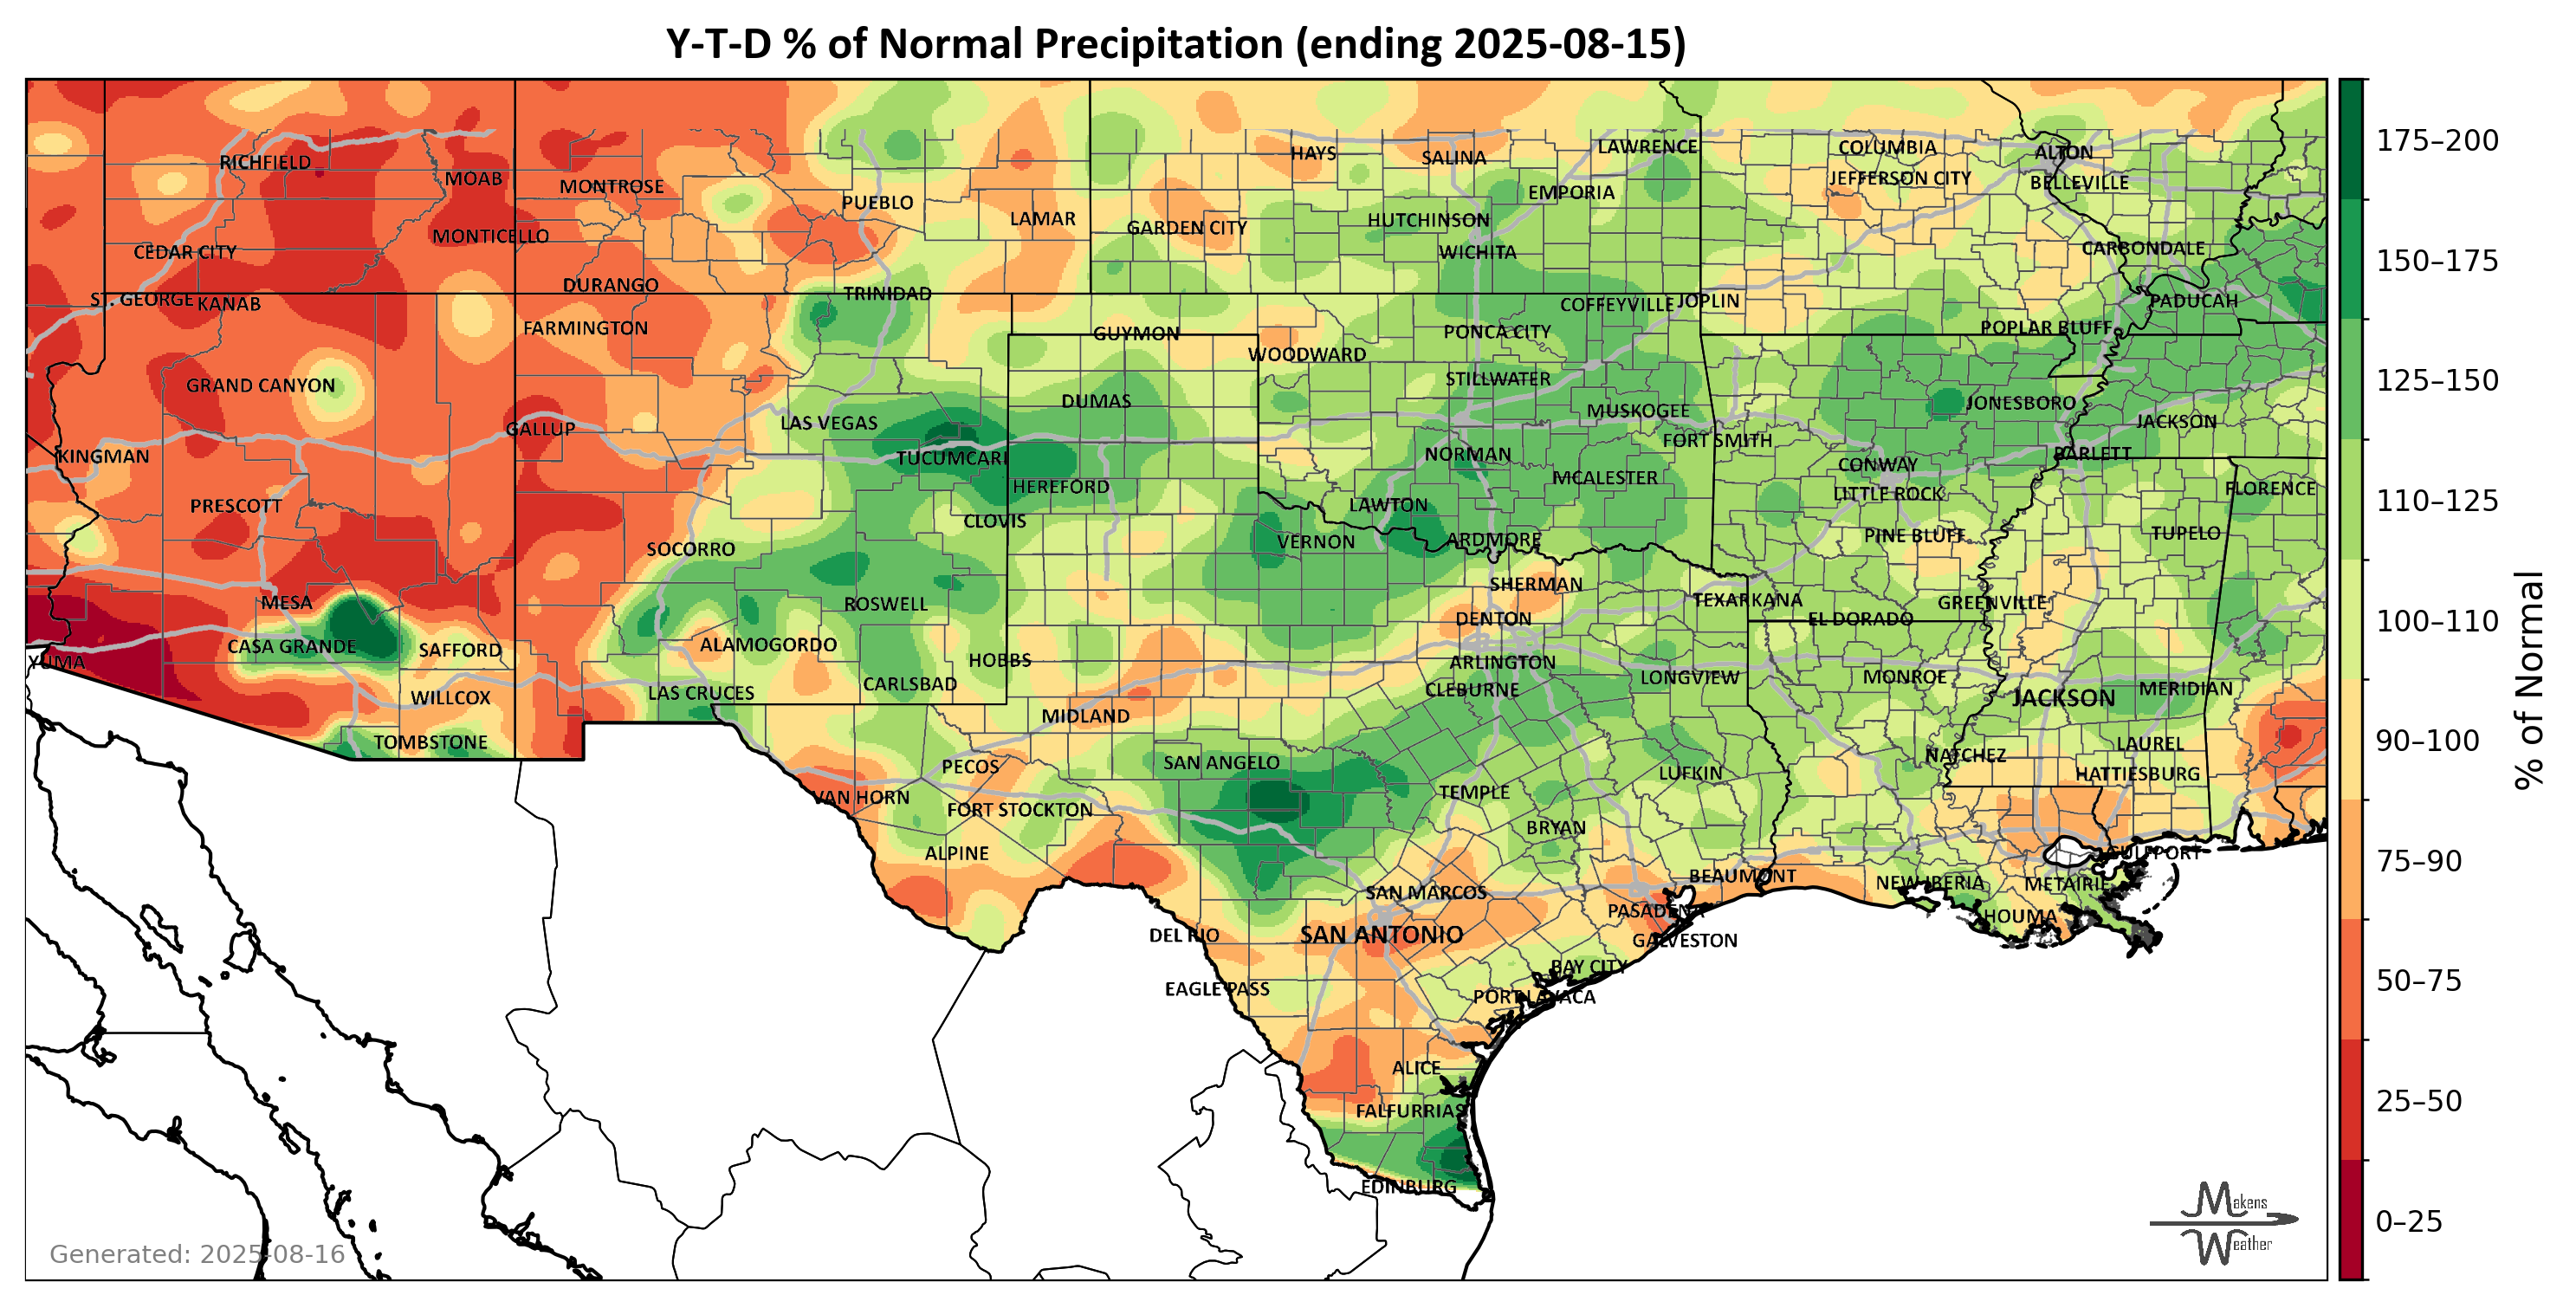 Y-T-D % of Normal Precipitation (ending 2025-08-15)
RICHFIELD
MOAB
MONTROSE
PUEBLO
LAMAR
HAYS
SALINA
LAWRENCE
COLUMBIA
ALTON
JEFFERSON CITY
BELLEVILLE
EMPORIA
GARDEN CITY
HUTCHINSON
WICHITA
CEDAR CITY
MONTICELLO
CARBONDALE
DURANGO
TRINIDAD
ST. GEORGE
KANAB
COFFEYVILLE
JOPLIN
PADUCAH
FARMINGTON
GUYMON
PONCA CITY
POPLAR BLUFF
WOODWARD
STILLWATER
GRAND CANYON
DUMAS
MUSKOGEE
JONESBORO
JACKSON
GALLUP
LAS VEGAS
FORT SMITH
KINGMAN
TUCUMCARI
NORMAN
BARLETT
CONWAY
HEREFORD
MCALESTER
LITTLE ROCK
FLORENCE
PRESCOTT
LAWTON
CLOVIS
PINE BLUFF
TUPELO
SOCORRO
VERNON
ARDMORE
SHERMAN
MESA
ROSWELL
TEXARKANA
GREENVILLE
DENTON
EL DORADO
CASA GRANDE
SAFFORD
ALAMOGORDO
YUMA
HOBBS
ARLINGTON
CLEBURNE
LONGVIEW
MONROE
CARLSBAD
LAS CRUCES
WILLCOX
JACKSON
MERIDIAN
MIDLAND
TOMBSTONE
LAUREL
NATCHEZ
PECOS
SAN ANGELO
LUFKIN
HATTIESBURG
VAN HORN
FORT STOCKTON
TEMPLE
BRYAN
ALPINE
GULFPORT
SAN MARCOS
BEAUMONT
NEW IBERIA
METAIRIE
PASADENA
HOUMA
DEL RIO
SAN ANTONIO
GALVESTON
BAY CITY
EAGLE PASS
PORT LAVACA
ALICE
FALFURRIAS
EDINBURG
175–200
150–175
125–150
110–125
100–110
90–100
75–90
50–75
25–50
0–25
% of Normal
Generated: 2025-08-16
Makens
Weather